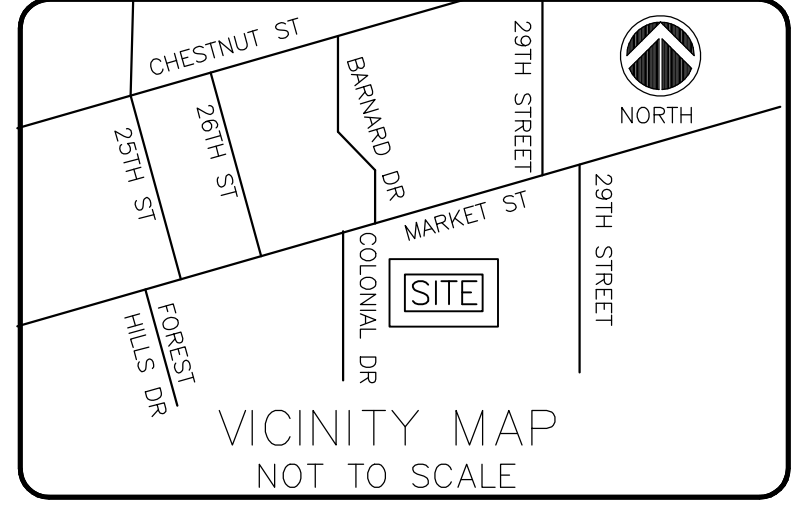 CHESTNUT ST
29TH STREET
NORTH
BARNARD DR
26TH ST
25TH ST
MARKET ST
29TH STREET
COLONIAL DR
SITE
FOREST
HILLS DR
VICINITY MAP
NOT TO SCALE